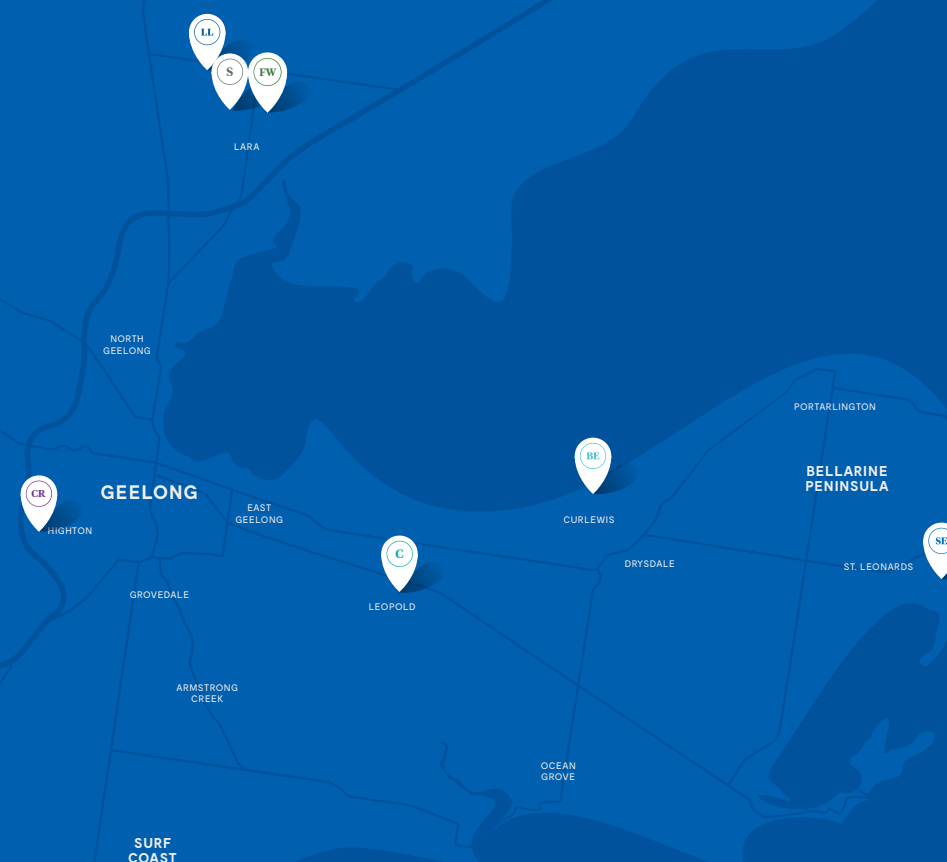 LL
S
FW
LARA
NORTH
GEELONG
PORTARLINGTON
BE
BELLARINE
PENINSULA
CR
GEELONG
EAST
GEELONG
CURLEWIS
HIGHTON
SE
C
DRYSDALE
ST. LEONARDS
GROVEDALE
LEOPOLD
ARMSTRONG
CREEK
OCEAN
GROVE
SURF
COAST